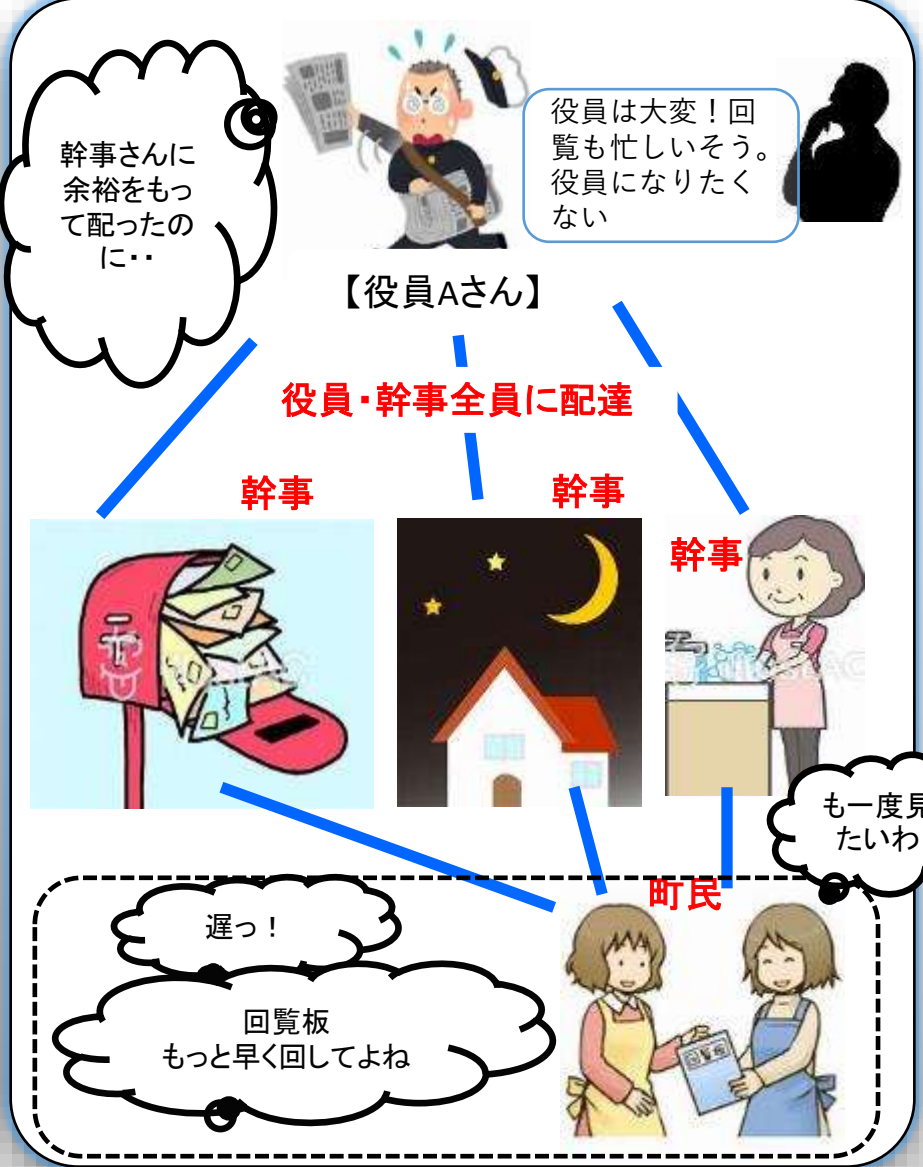 幹事さんに
余裕をもっ
て配ったの
に・・
役員は大変！回
覧も忙しいそう。
役員になりたく
ない
【役員Aさん】
役員・幹事全員に配達
幹事
幹事
幹事
も一度見
たいわ
町民
遅っ！
回覧板
もっと早く回してよね
回覧板